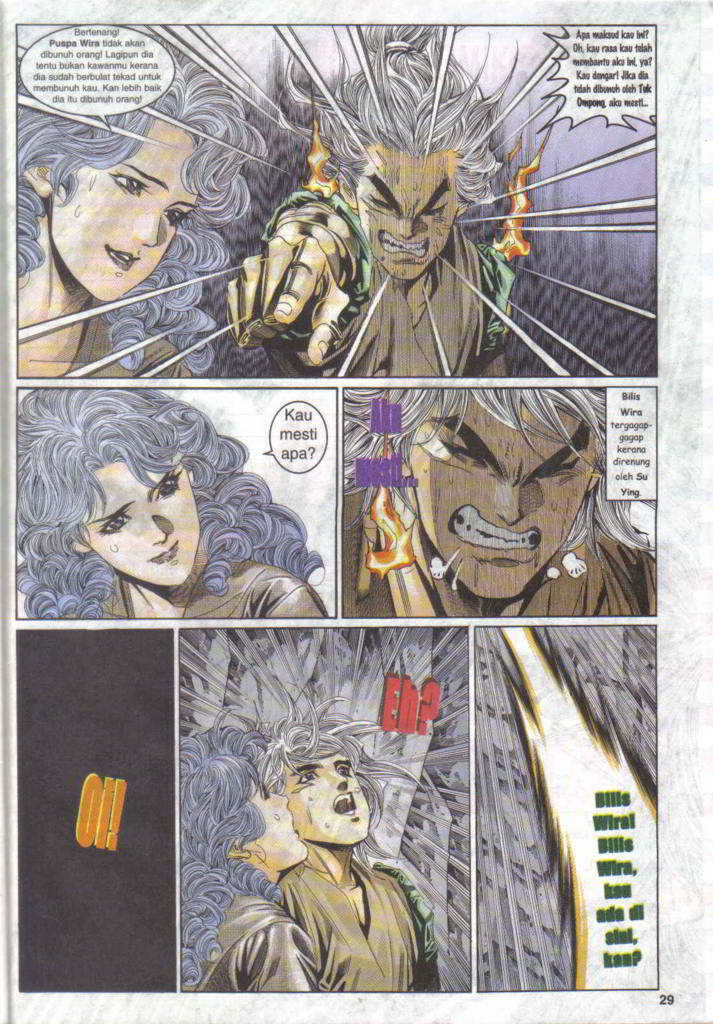 Bertenang!
Puspa Wira tidak akan
dibunuh orang! Lagipun dia
tentu bukan kawanmu kerana
dia sudah berbulat tekad untuk
membunuh kau. Kan lebih baik
dia itu dibunuh orang!
Apa maksud kau ini?
Oh, kau rasa kau telah
membantu aku ini, ya?
Kau dengar! Jika dia
telah dibunuh oleh Tuk
Ompong, aku mesti...
Kau
mesti
apa?
Aku
mesti...
Bilis
Wira
tergagap-
gagap
kerana
direnung
oleh Su
Ying.
Oi!!
Eh?
Bilis
Wira!
Bilis
Wira,
kau
ada di
sini,
kan?
29